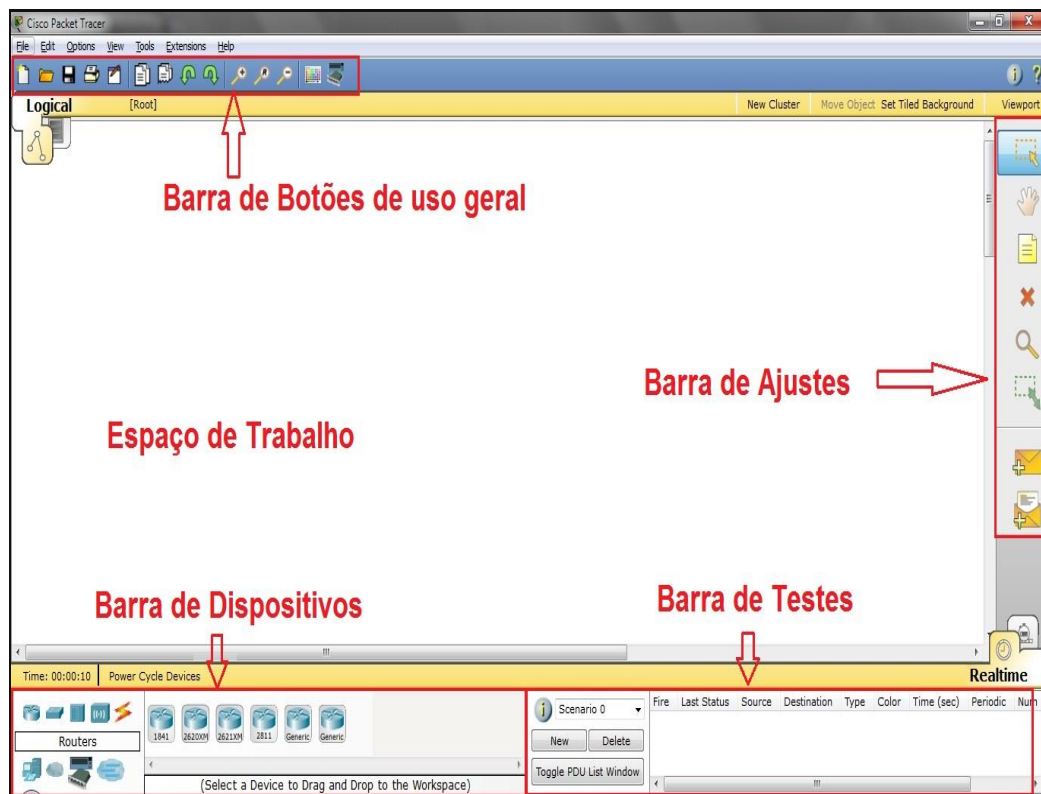 Cisco Packet Tracer
File Edit Options View Tools Extensions Help
Logical [Root] New Cluster Move Object Set Tiled Background Viewport
Barra de Botões de uso geral
Barra de Ajustes
Espaço de Trabalho
Barra de Dispositivos
Barra de Testes
Time: 00:00:10 Power Cycle Devices Realtime
Scenario 0 Fire Last Status Source Destination Type Color Time (sec) Periodic Num
1841 2620XM 2621XM 2811 Generic Generic
Routers
New Delete
Toggle PDU List Window
(Select a Device to Drag and Drop to the Workspace)